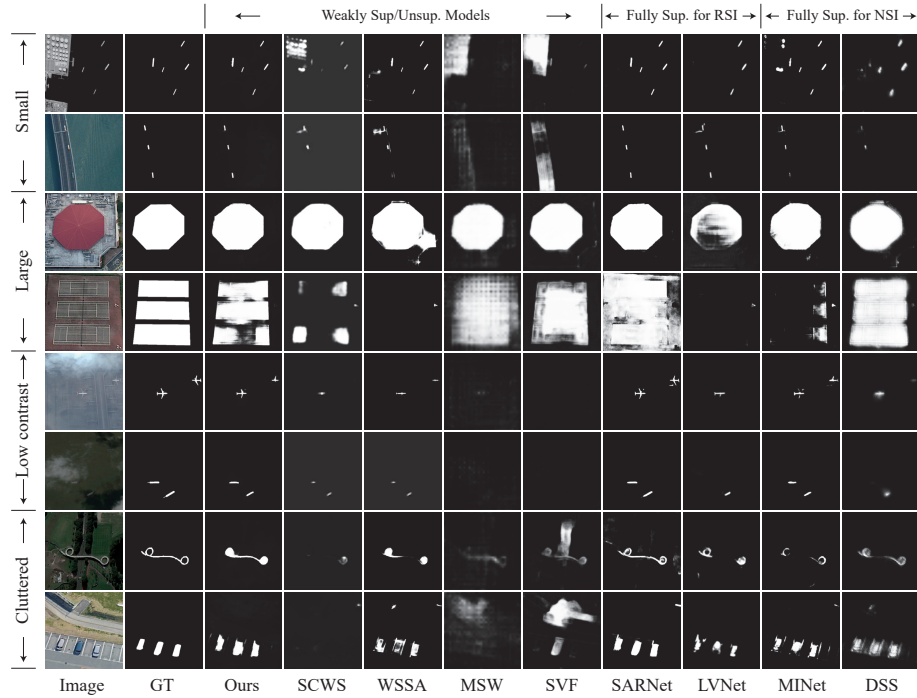 Weakly Sup/Unsup. Models
Fully Sup. for RSI
Fully Sup. for NSI
Small
Large
Low contrast
Cluttered
Image
GT
Ours
SCWS
WSSA
MSW
SVF
SARNet
LVNet
MINet
DSS